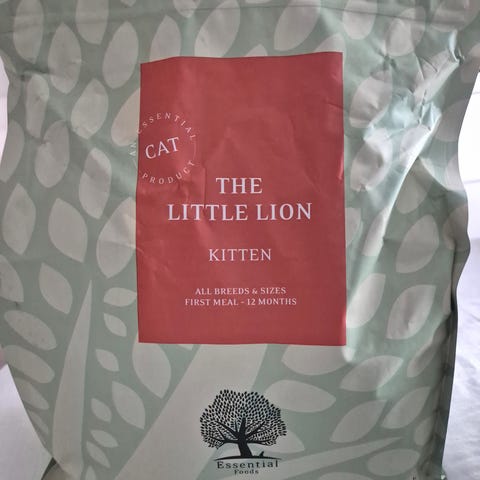 AN ESSENTIAL
CAT
PRODUCT
THE
LITTLE LION
KITTEN
ALL BREEDS & SIZES
FIRST MEAL - 12 MONTHS
Essential
Foods